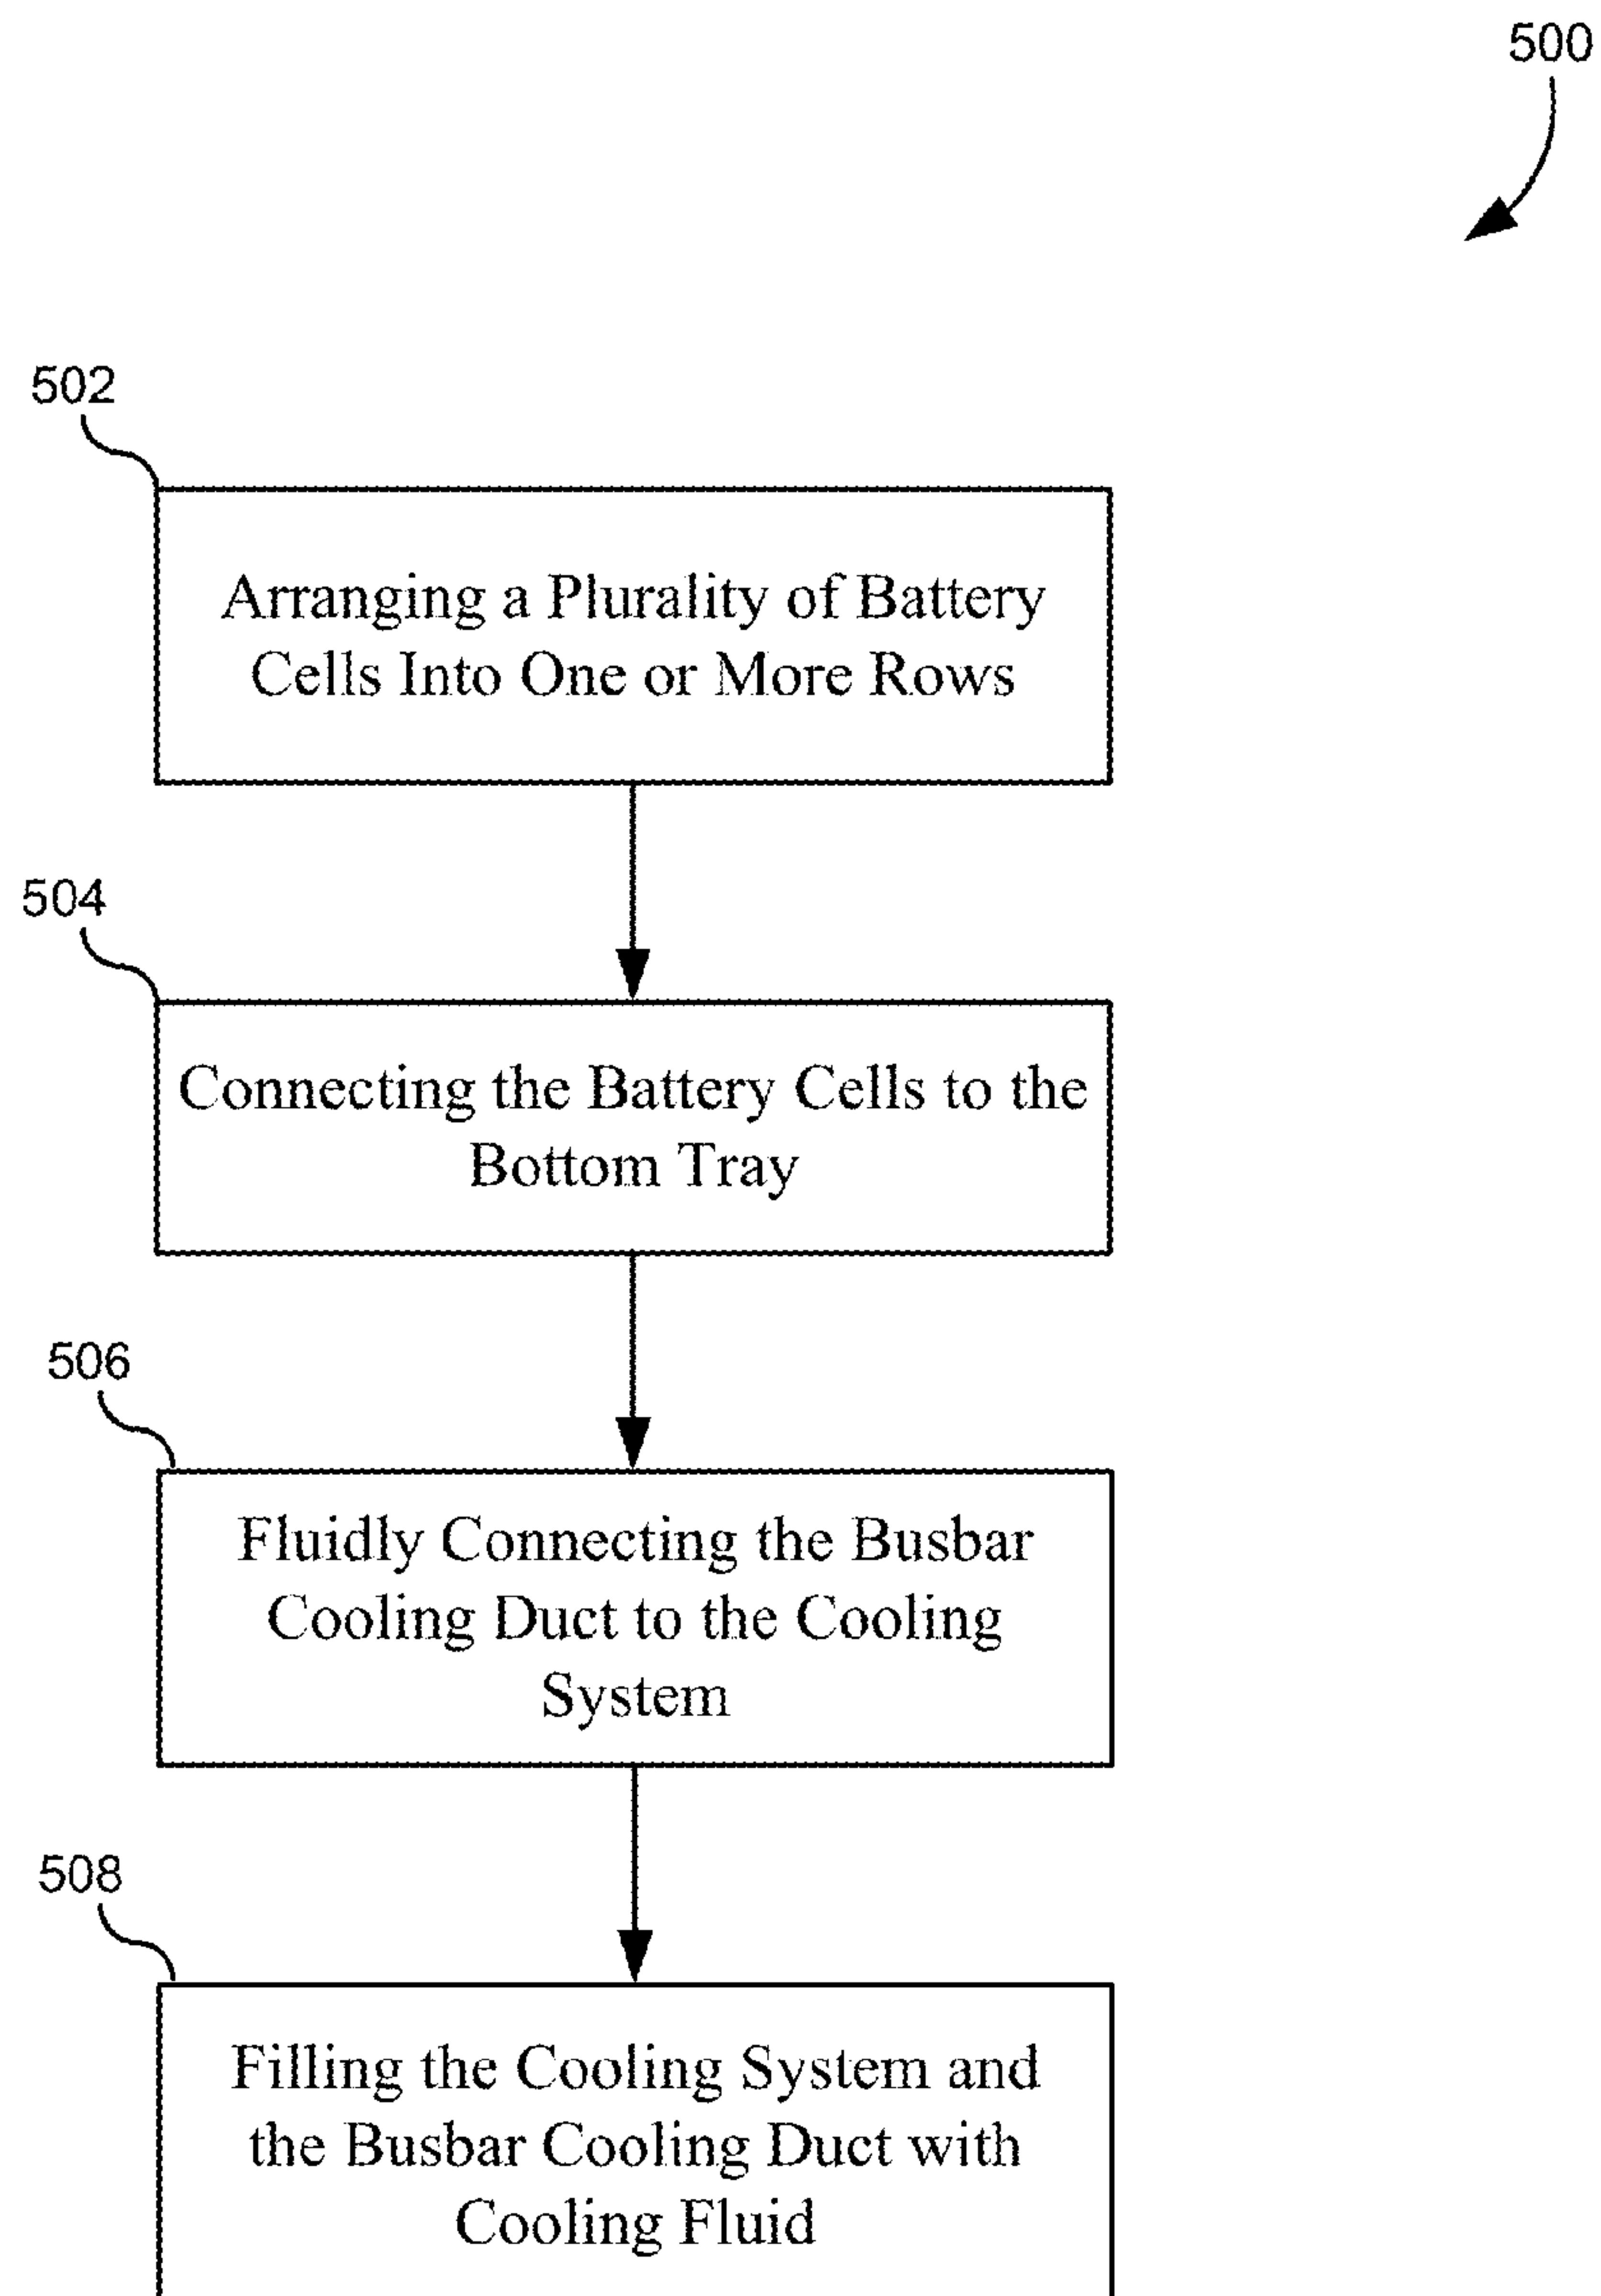 500
502
Arranging a Plurality of Battery
Cells Into One or More Rows
504
Connecting the Battery Cells to the
Bottom Tray
506
Fluidly Connecting the Busbar
Cooling Duct to the Cooling
System
508
Filling the Cooling System and
the Busbar Cooling Duct with
Cooling Fluid